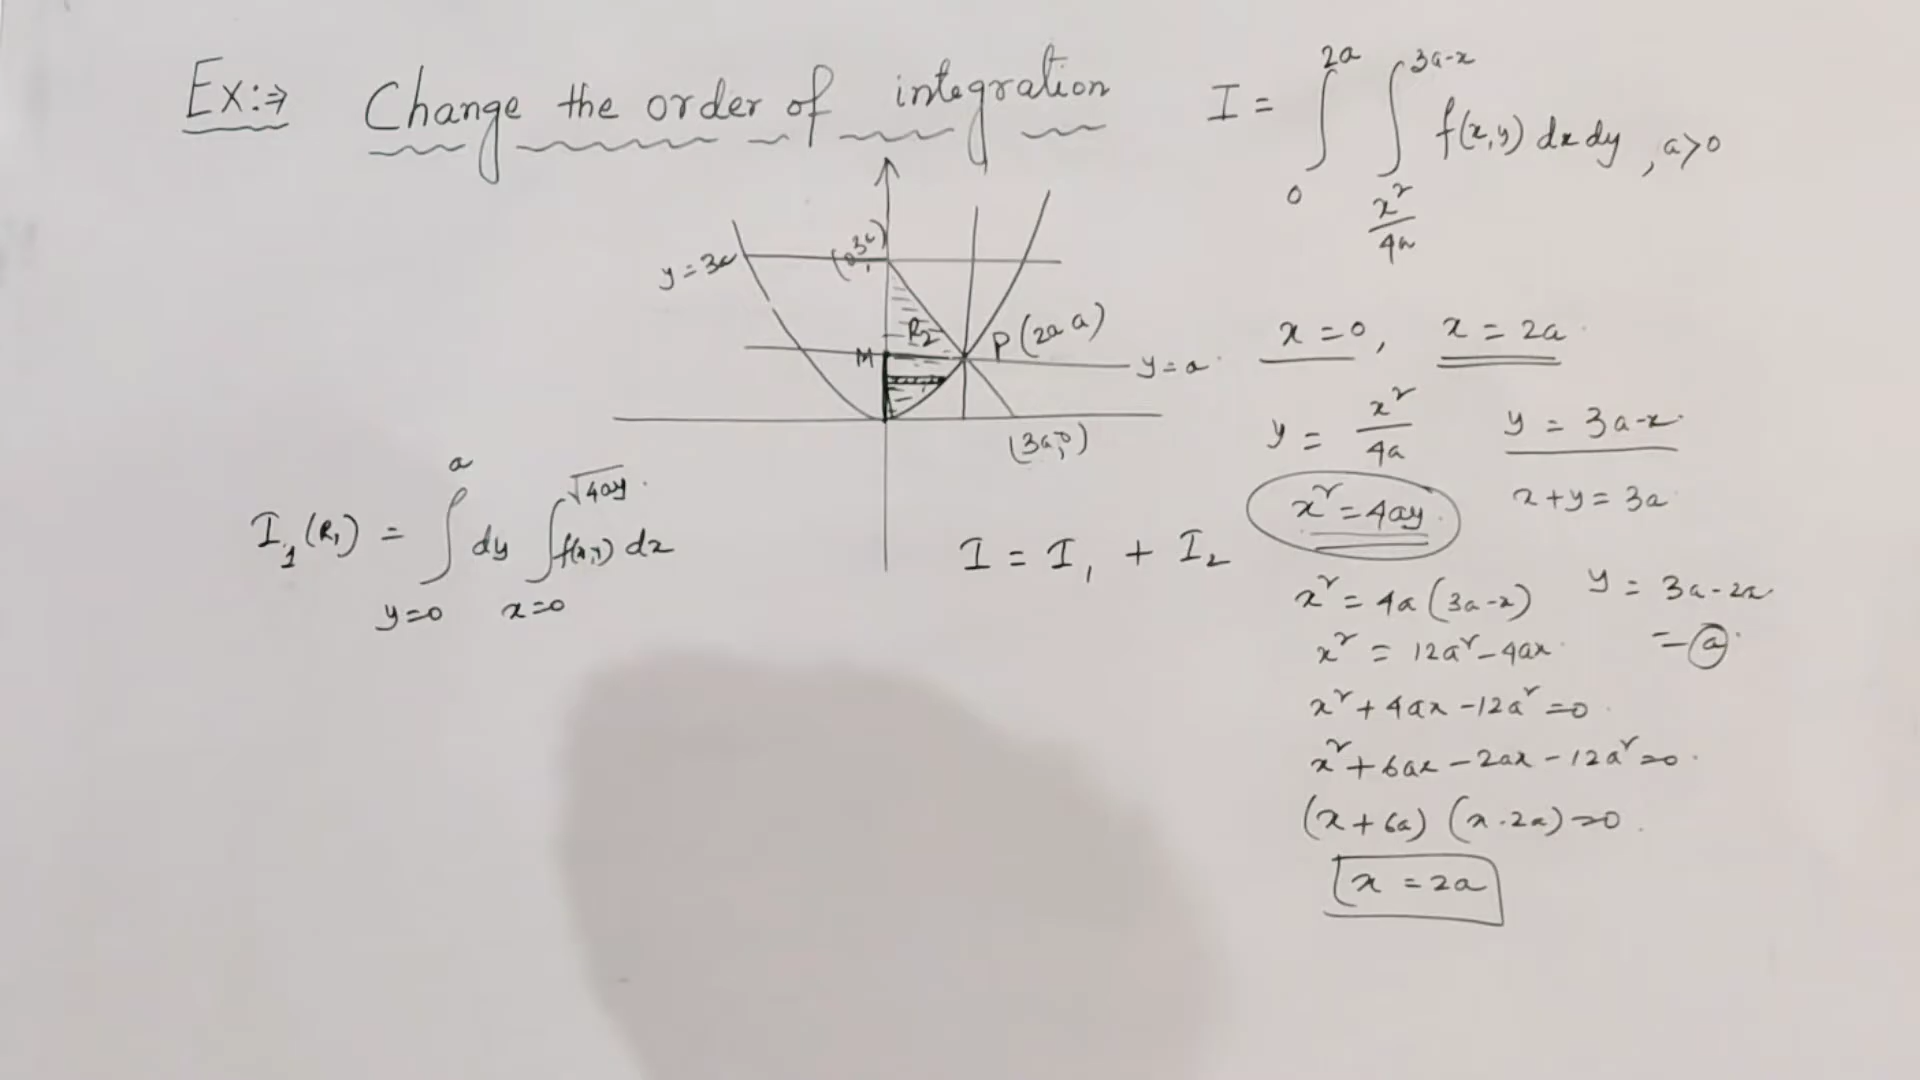 Ex:⇒ Change the order of integration I = ∫₀^{2a} ∫_{x²/4a}^{3a-x} f(x,y) dx dy , a>0
(0,3a)
y = 3a
R₂
M
P (2a a)
y = a
(3a,0)
x = 0, x = 2a
y = x²/4a y = 3a-x
x² = 4ay x + y = 3a
I₁ (R₁) = ∫_{y=0}^{a} dy ∫_{x=0}^{√4ay} f(x,y) dx
I = I₁ + I₂
x² = 4a (3a-x) y = 3a - 2a
x² = 12a² - 4ax = a
x² + 4ax - 12a² = 0
x² + 6ax - 2ax - 12a² = 0
(x + 6a) (x - 2a) = 0
x = 2a